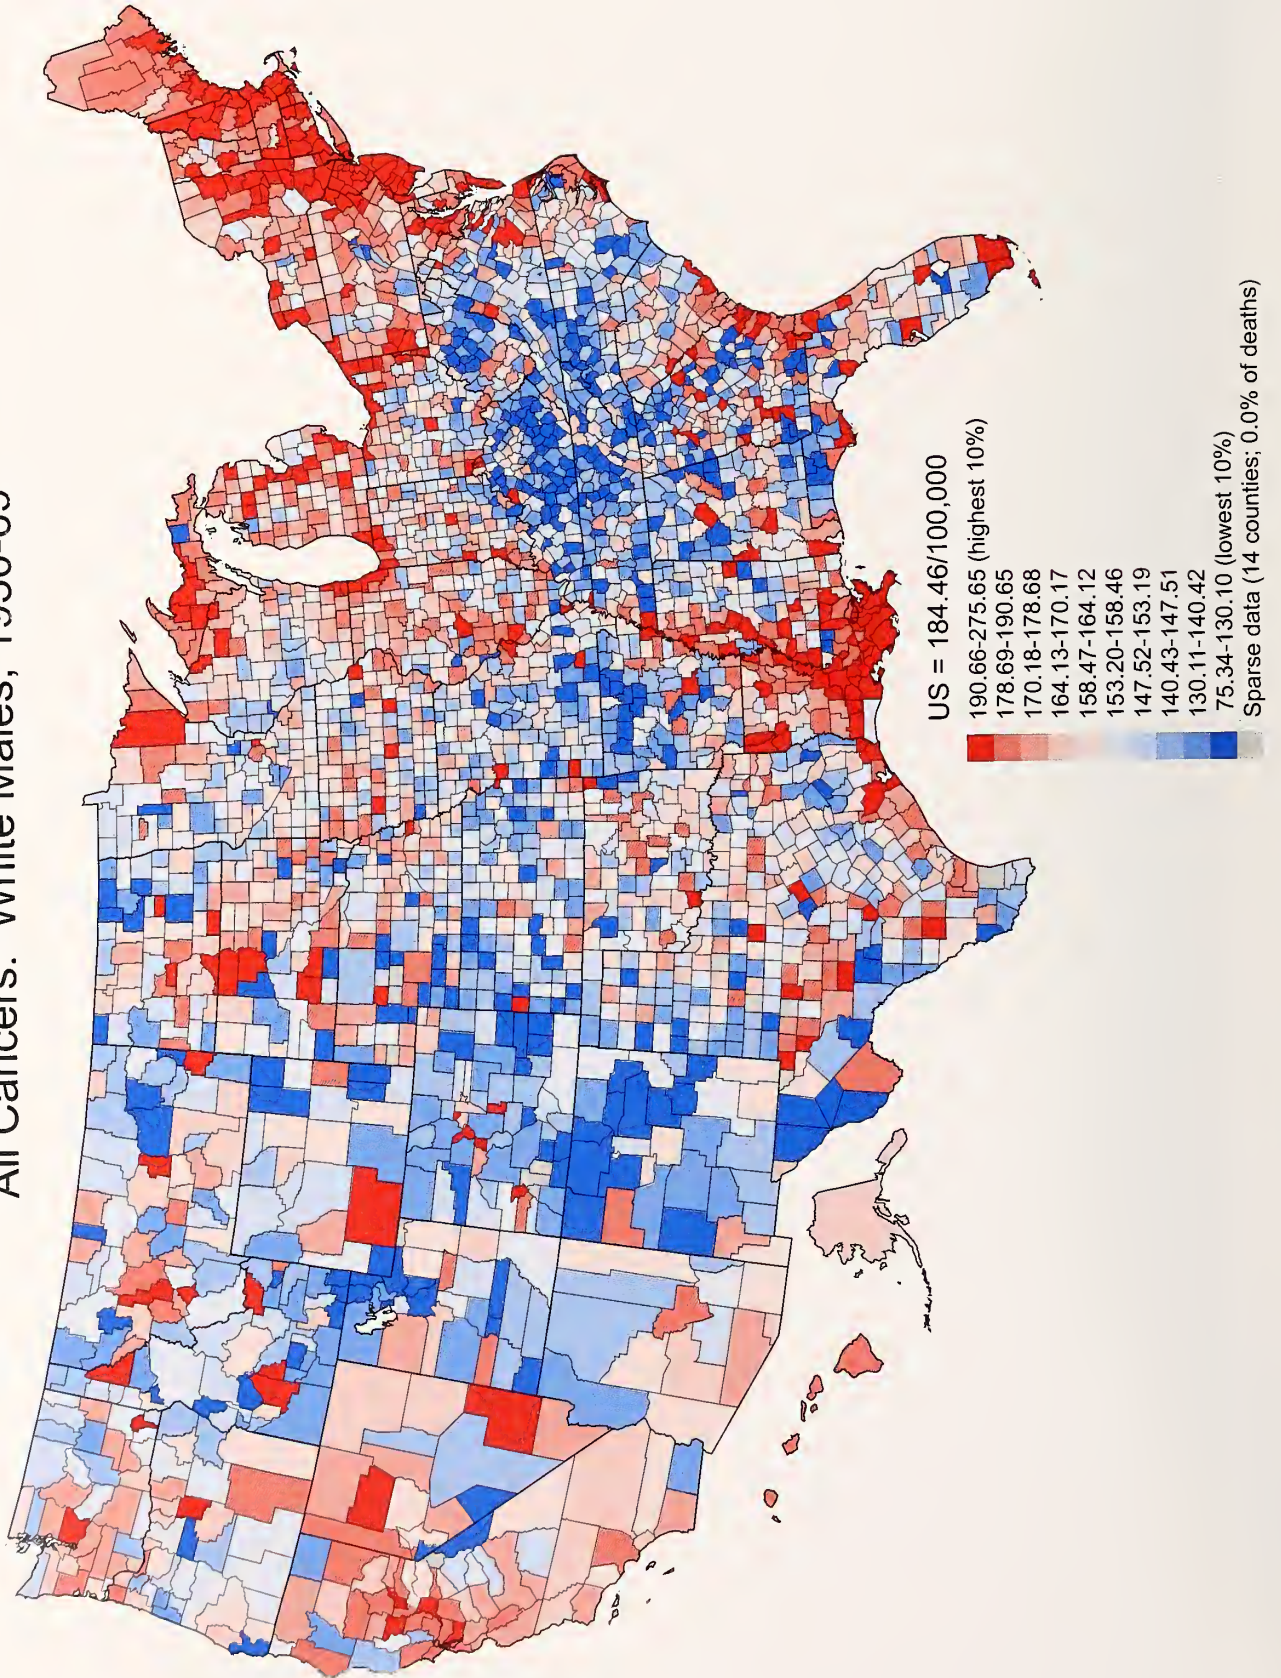 All Cancers: White Males,
US = 184.46/100,000
190.66-275.65 (highest 10%)
178.69-190.65
170.18-178.68
164.13-170.17
158.47-164.12
153.20-158.46
147.52-153.19
140.43-147.51
130.11-140.42
75.34-130.10 (lowest 10%)
Sparse data (14 counties; 0.0% of deaths)